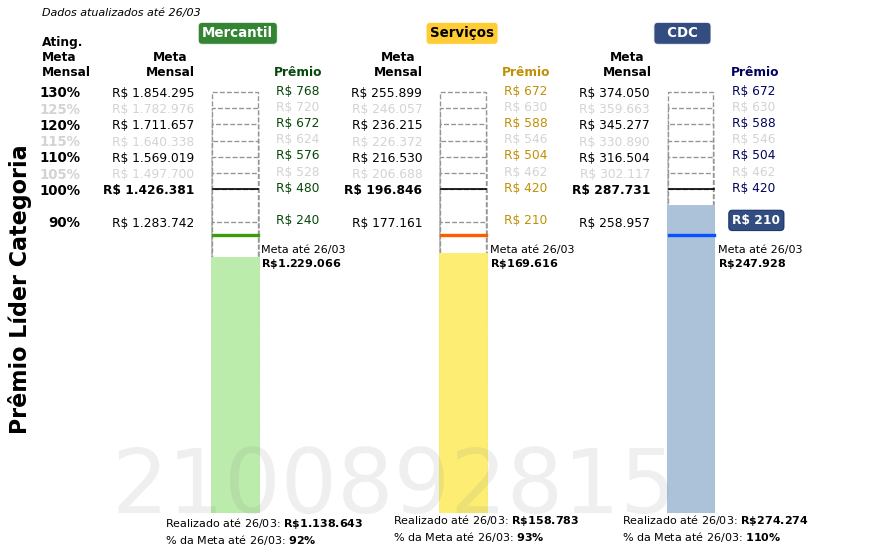 Dados atualizados até 26/03
Mercantil Serviços CDC
Ating.
Meta
Mensal
Meta
Mensal Prêmio Meta
Mensal Prêmio Meta
Mensal Prêmio
130% R$ 1.854.295 R$ 768 R$ 255.899 R$ 672 R$ 374.050 R$ 672
125% R$ 1.782.976 R$ 720 R$ 246.057 R$ 630 R$ 359.663 R$ 630
120% R$ 1.711.657 R$ 672 R$ 236.215 R$ 588 R$ 345.277 R$ 588
115% R$ 1.640.338 R$ 624 R$ 226.372 R$ 546 R$ 330.890 R$ 546
110% R$ 1.569.019 R$ 576 R$ 216.530 R$ 504 R$ 316.504 R$ 504
105% R$ 1.497.700 R$ 528 R$ 206.688 R$ 462 R$ 302.117 R$ 462
100% R$ 1.426.381 R$ 480 R$ 196.846 R$ 420 R$ 287.731 R$ 420
90% R$ 1.283.742 R$ 240 R$ 177.161 R$ 210 R$ 258.957 R$ 210
Meta até 26/03 Meta até 26/03 Meta até 26/03
R$1.229.066 R$169.616 R$247.928
Prêmio Líder Categoria
2100892815
Realizado até 26/03: R$1.138.643 Realizado até 26/03: R$158.783 Realizado até 26/03: R$274.274
% da Meta até 26/03: 92% % da Meta até 26/03: 93% % da Meta até 26/03: 110%